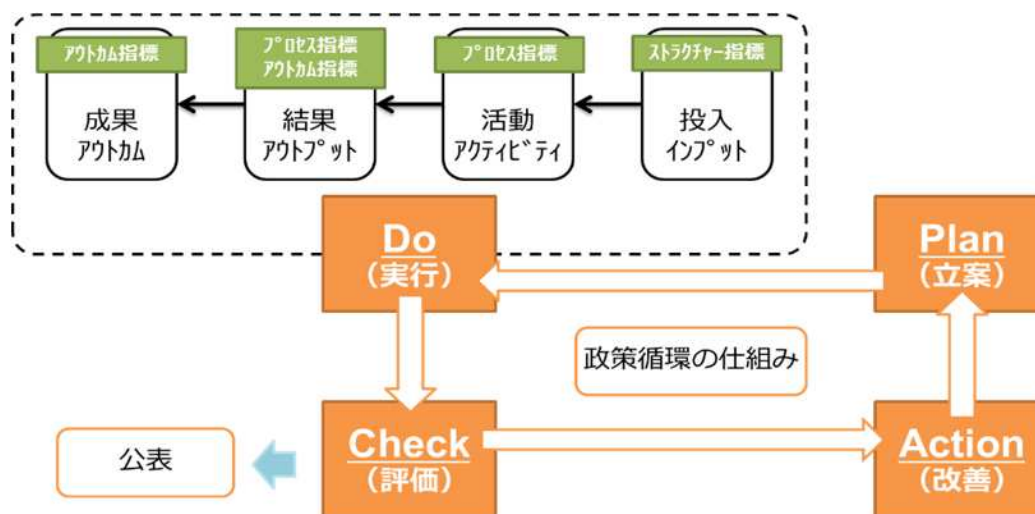 アウトカム指標
プロセス指標
アウトカム指標
プロセス指標
ストラクチャー指標
成果
アウトカム
結果
アウトプット
活動
アクティビティ
投入
インプット
Do
(実行)
Plan
(立案)
政策循環の仕組み
公表
Check
(評価)
Action
(改善)